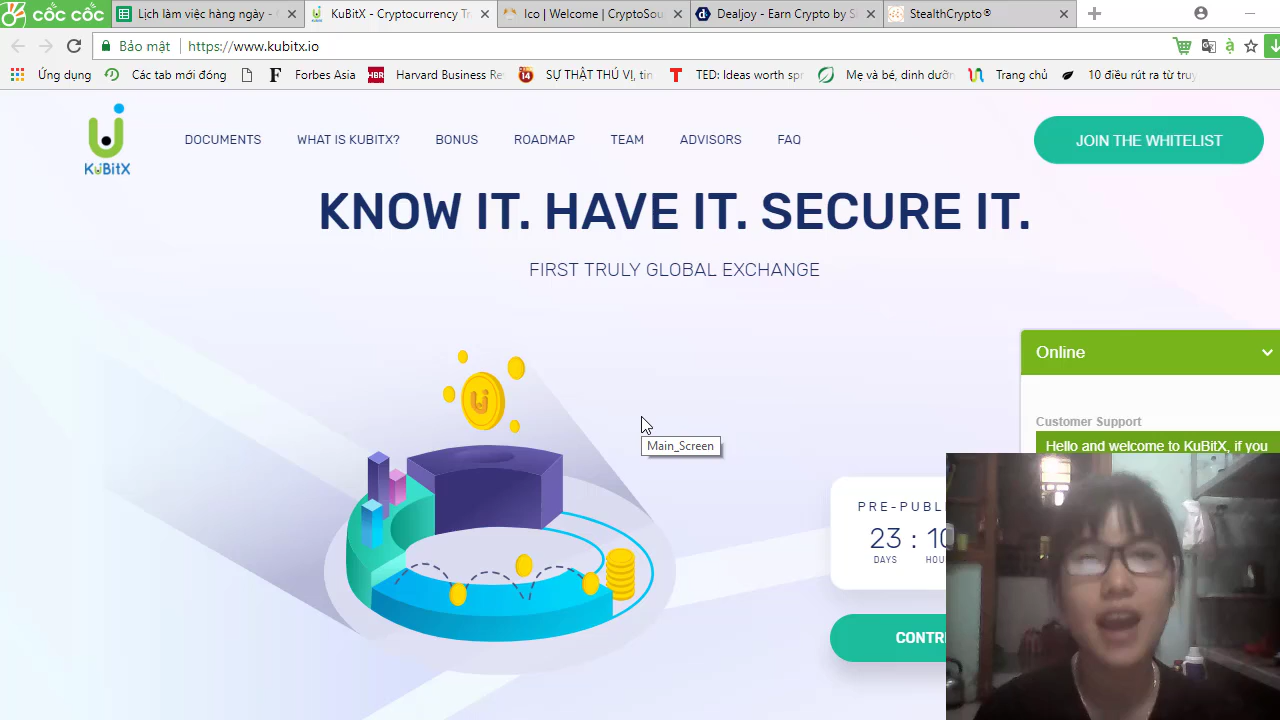 cốc cốc
Lịch làm việc hàng ngày -
KuBitX - Cryptocurrency Tr
Ico | Welcome | CryptoSou
Dealjoy - Earn Crypto by S
StealthCrypto®
Bảo mật
https://www.kubitx.io
Ứng dụng
Các tab mới đóng
F
Forbes Asia
HBR
Harvard Business Re
14
SỰ THẬT THÚ VỊ, tin
T
TED: Ideas worth spr
Mẹ và bé, dinh dưỡn
Trang chủ
10 điều rút ra từ truy
KuBitX
DOCUMENTS
WHAT IS KUBITX?
BONUS
ROADMAP
TEAM
ADVISORS
FAQ
JOIN THE WHITELIST
KNOW IT. HAVE IT. SECURE IT.
FIRST TRULY GLOBAL EXCHANGE
Online
Customer Support
Hello and welcome to KuBitX, if you
Main_Screen
PRE-PUBL
23 : 10
DAYS
HOU
CONTR